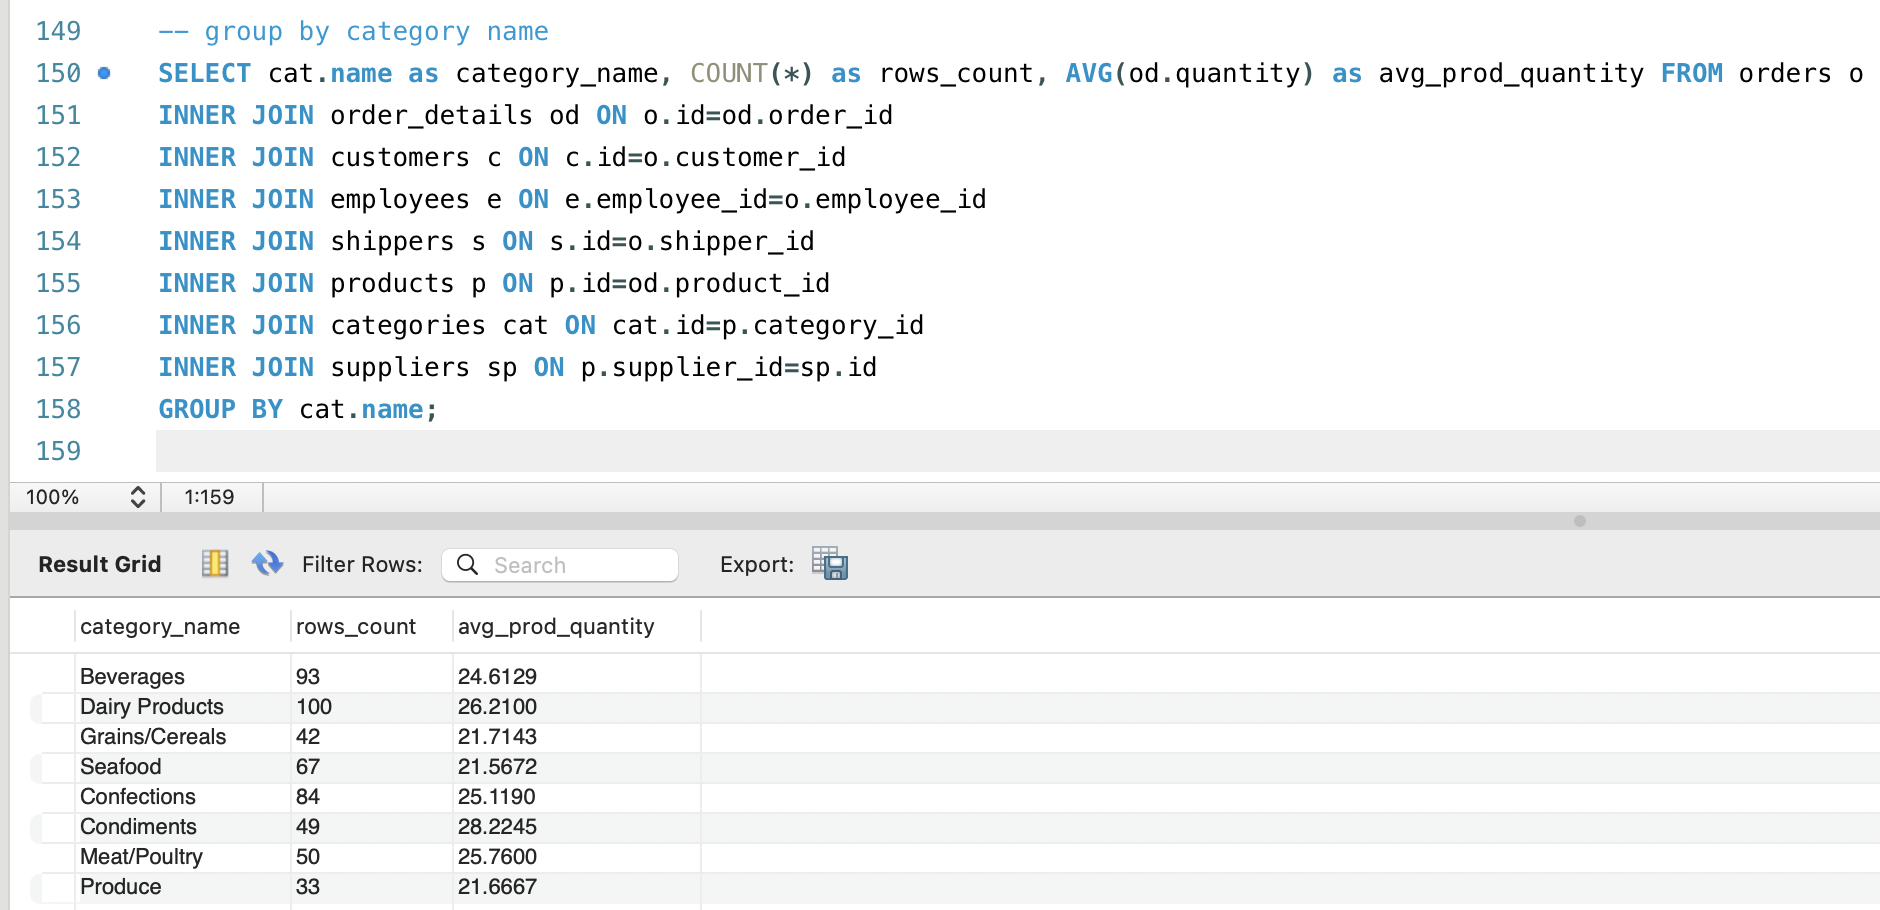 149 -- group by category name
150 SELECT cat.name as category_name, COUNT(*) as rows_count, AVG(od.quantity) as avg_prod_quantity FROM orders o
151 INNER JOIN order_details od ON o.id=od.order_id
152 INNER JOIN customers c ON c.id=o.customer_id
153 INNER JOIN employees e ON e.employee_id=o.employee_id
154 INNER JOIN shippers s ON s.id=o.shipper_id
155 INNER JOIN products p ON p.id=od.product_id
156 INNER JOIN categories cat ON cat.id=p.category_id
157 INNER JOIN suppliers sp ON p.supplier_id=sp.id
158 GROUP BY cat.name;
159
100% 1:159
Result Grid Filter Rows: Search Export:
category_name rows_count avg_prod_quantity
Beverages 93 24.6129
Dairy Products 100 26.2100
Grains/Cereals 42 21.7143
Seafood 67 21.5672
Confections 84 25.1190
Condiments 49 28.2245
Meat/Poultry 50 25.7600
Produce 33 21.6667